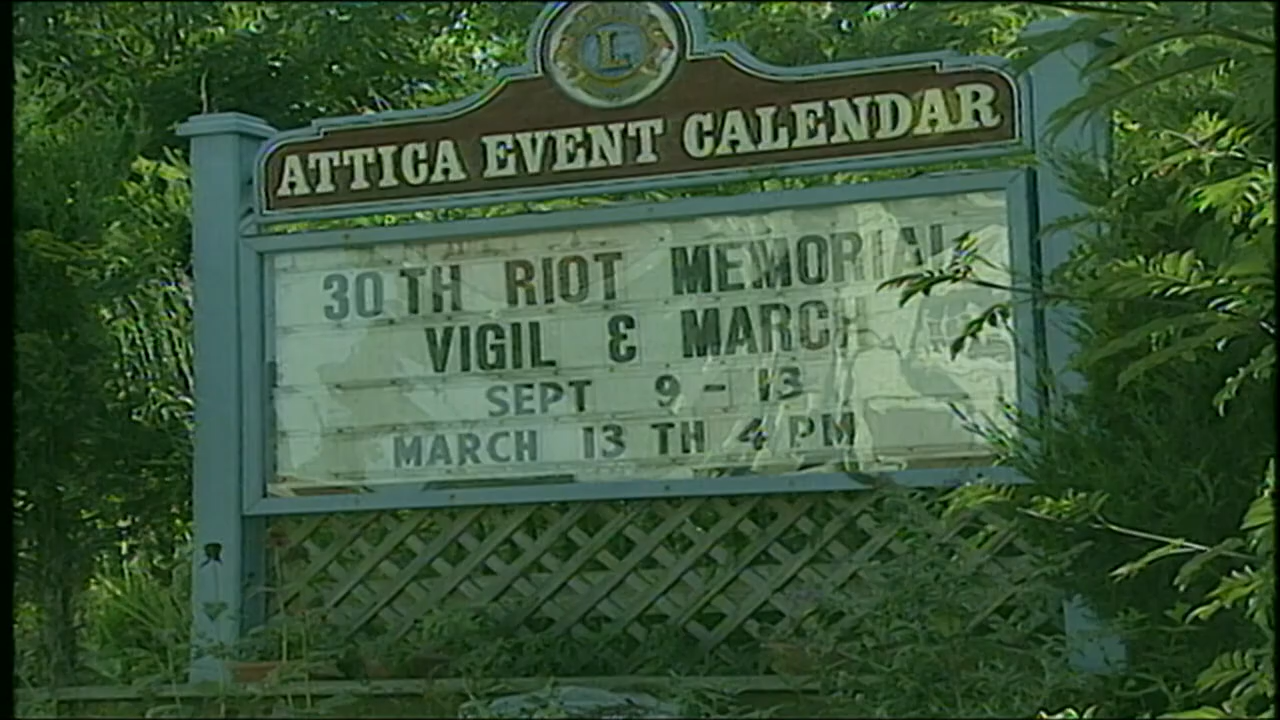 L
ATTICA EVENT CALENDAR
30TH RIOT MEMORIAL
VIGIL & MARCH
SEPT 9 - 13
MARCH 13 TH 4 PM